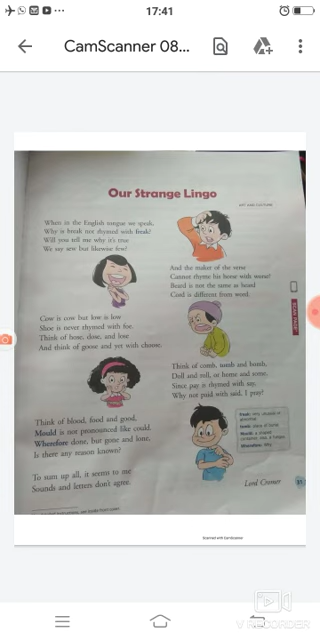 17:41
CamScanner 08...
Our Strange Lingo
ART AND CULTURE
When in the English tongue we speak.
Why is break not rhymed with freak?
Will you tell me why it's true
We say sew but likewise few?
And the maker of the verse
Cannot rhyme his horse with worse?
Beard is not the same as heard
Cord is different from word.
Cow is cow but low is low
Shoe is never rhymed with foe.
Think of hose, dose, and lose
And think of goose and yet with choose.
Think of comb, tomb and bomb,
Doll and roll, or home and some.
Since pay is rhymed with say,
Why not paid with said, I pray?
Think of blood, food and good,
Mould is not pronounced like could.
Wherefore done, but gone and lone,
Is there any reason known?
To sum up all, it seems to me
Sounds and letters don't agree.
Lord Cromer
Scanned with CamScanner
RECORDER